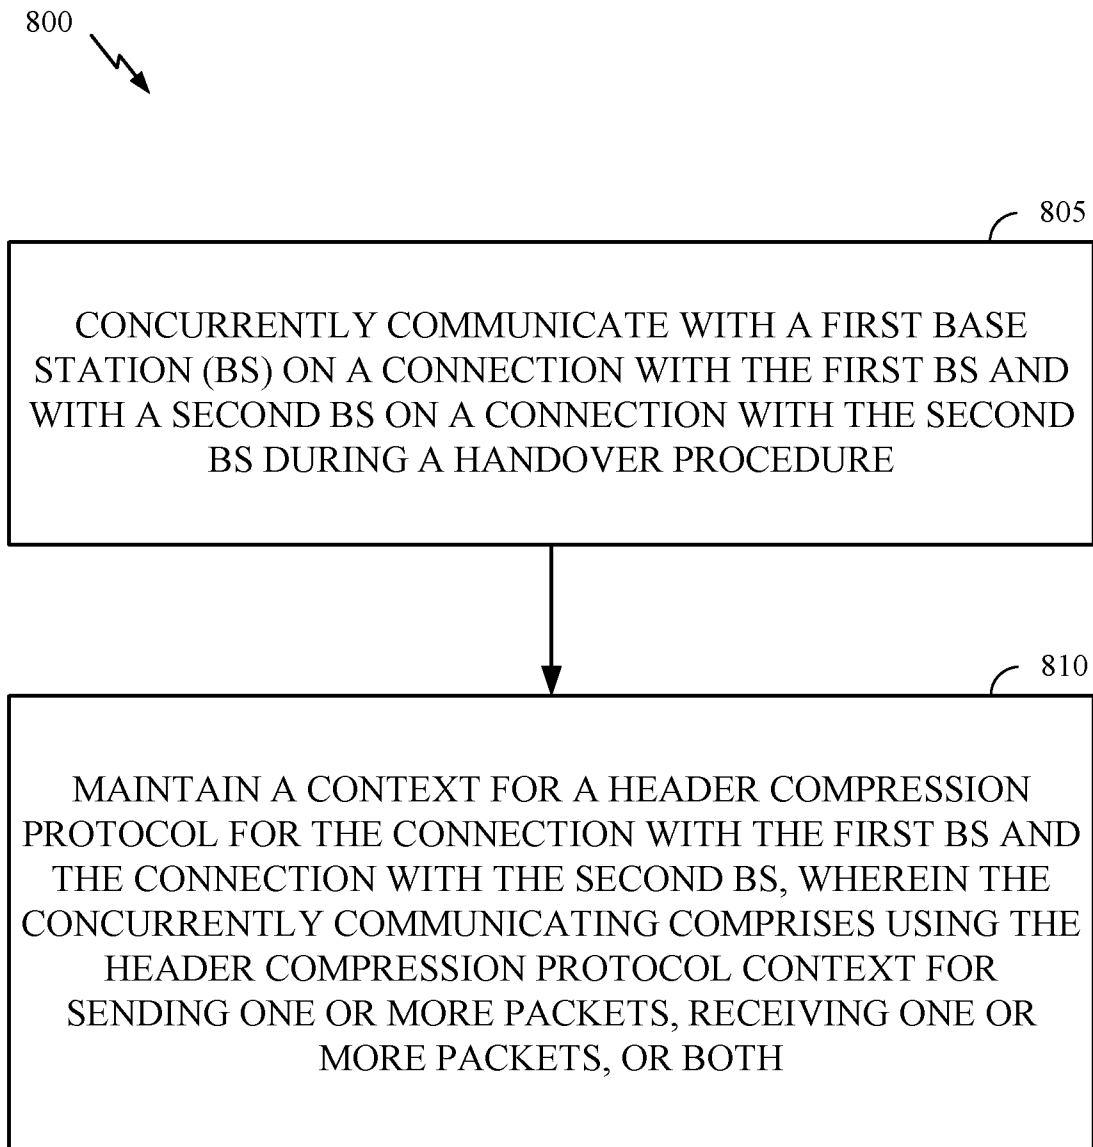 800
805
CONCURRENTLY COMMUNICATE WITH A FIRST BASE
STATION (BS) ON A CONNECTION WITH THE FIRST BS AND
WITH A SECOND BS ON A CONNECTION WITH THE SECOND
BS DURING A HANDOVER PROCEDURE
810
MAINTAIN A CONTEXT FOR A HEADER COMPRESSION
PROTOCOL FOR THE CONNECTION WITH THE FIRST BS AND
THE CONNECTION WITH THE SECOND BS, WHEREIN THE
CONCURRENTLY COMMUNICATING COMPRISES USING THE
HEADER COMPRESSION PROTOCOL CONTEXT FOR
SENDING ONE OR MORE PACKETS, RECEIVING ONE OR
MORE PACKETS, OR BOTH